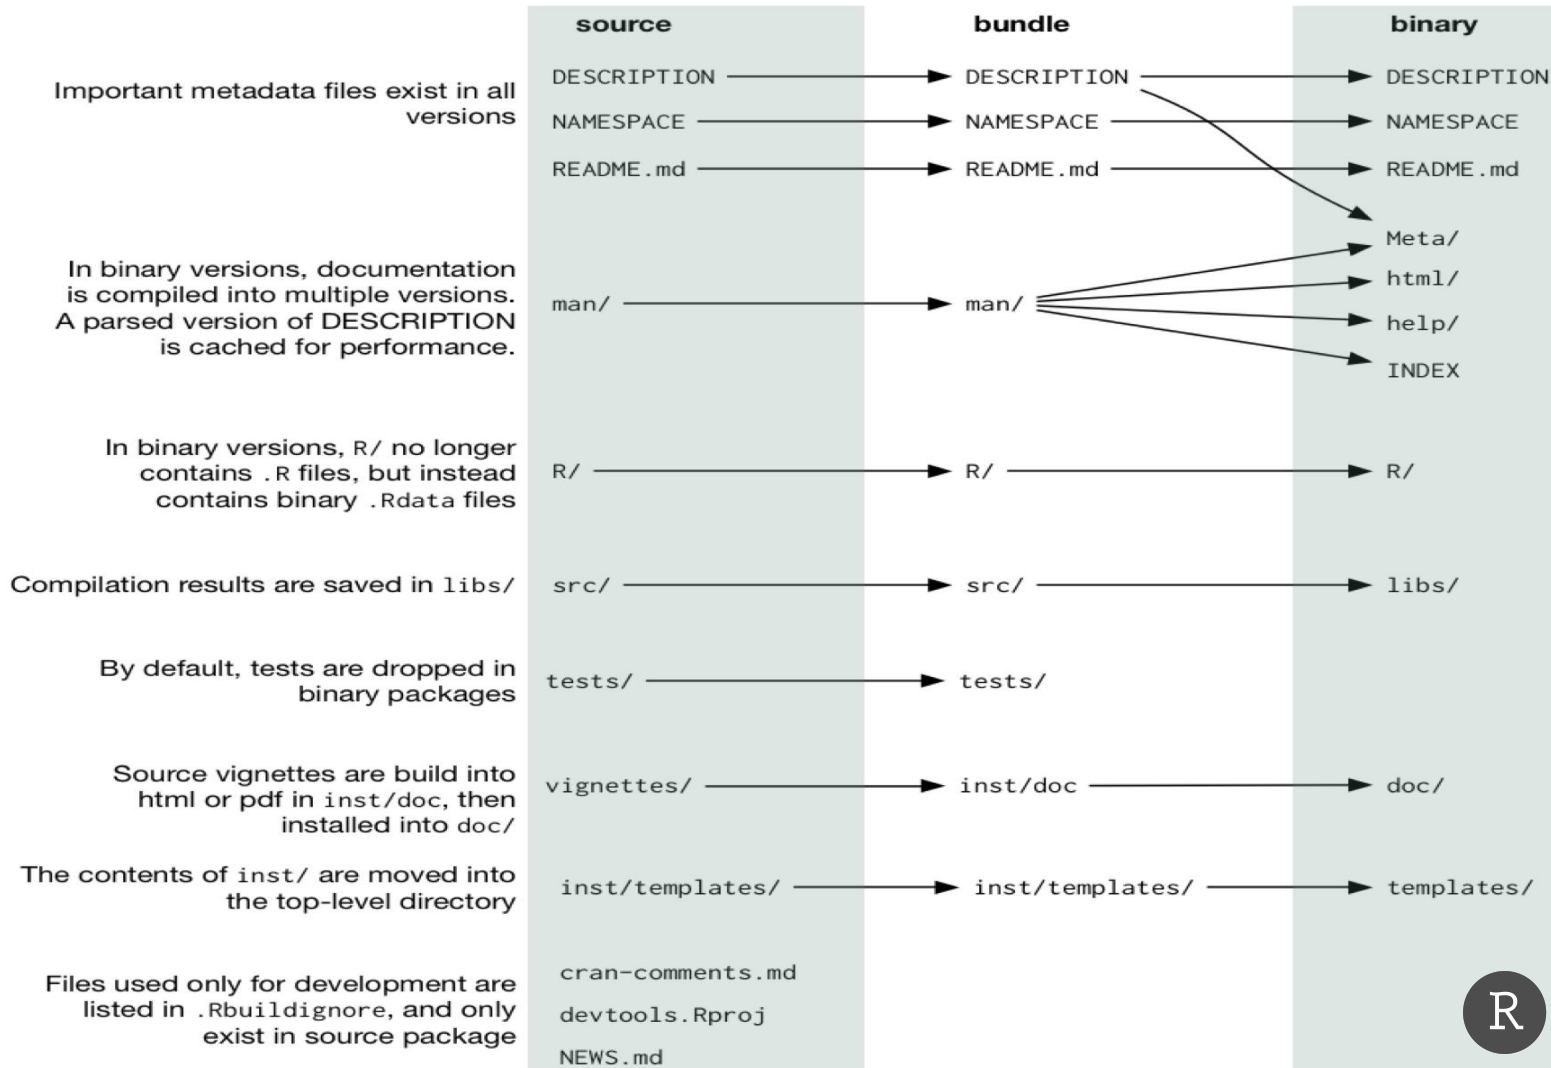 source bundle binary
Important metadata files exist in all
versions
DESCRIPTION DESCRIPTION DESCRIPTION
NAMESPACE NAMESPACE NAMESPACE
README.md README.md README.md
In binary versions, documentation
is compiled into multiple versions.
A parsed version of DESCRIPTION
is cached for performance.
man/ man/
Meta/
html/
help/
INDEX
In binary versions, R/ no longer
contains .R files, but instead
contains binary .Rdata files
R/ R/ R/
Compilation results are saved in libs/ src/ src/ libs/
By default, tests are dropped in
binary packages
tests/ tests/
Source vignettes are build into
html or pdf in inst/doc, then
installed into doc/
vignettes/ inst/doc doc/
The contents of inst/ are moved into
the top-level directory
inst/templates/ inst/templates/ templates/
Files used only for development are
listed in .Rbuildignore, and only
exist in source package
cran-comments.md
devtools.Rproj
NEWS.md
R